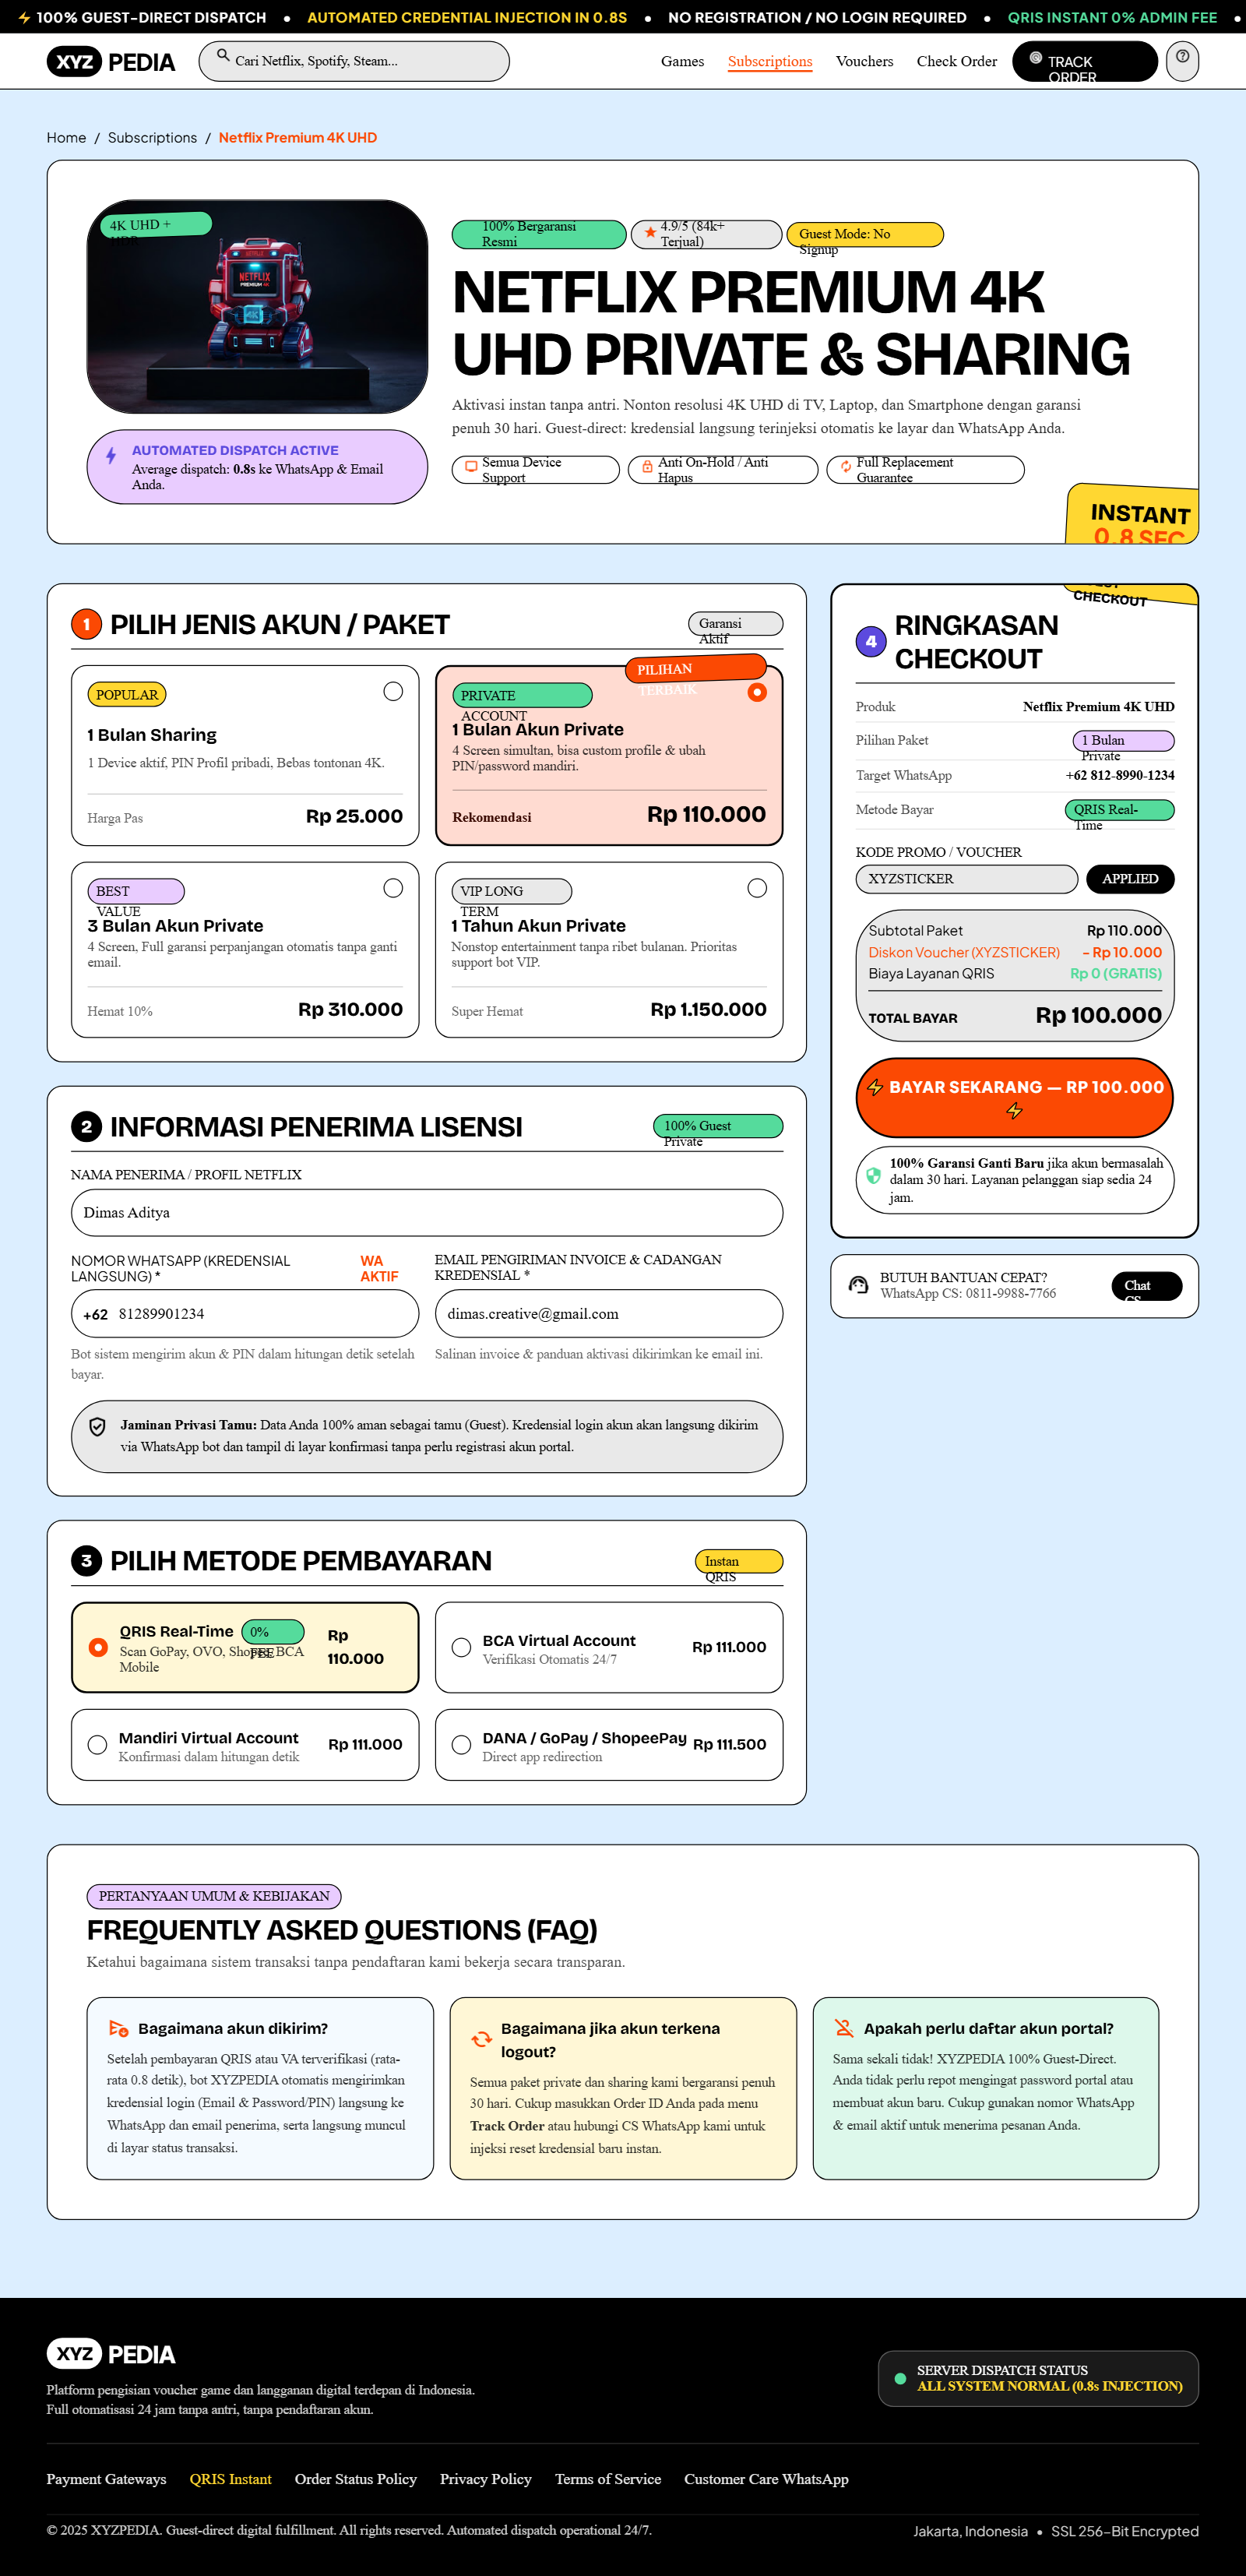 ⚡ 100% GUEST-DIRECT DISPATCH • AUTOMATED CREDENTIAL INJECTION IN 0.8S • NO REGISTRATION / NO LOGIN REQUIRED • QRIS INSTANT 0% ADMIN FEE •
XYZ PEDIA
Cari Netflix, Spotify, Steam...
Games
Subscriptions
Vouchers
Check Order
TRACK
ORDER
Home / Subscriptions / Netflix Premium 4K UHD
4K UHD +
HDR
NETFLIX
PREMIUM 4K
4K
AUTOMATED DISPATCH ACTIVE
Average dispatch: 0.8s ke WhatsApp & Email
Anda.
100% Bergaransi
Resmi
4.9/5 (84k+
Terjual)
Guest Mode: No
Signup
NETFLIX PREMIUM 4K
UHD PRIVATE & SHARING
Aktivasi instan tanpa antri. Nonton resolusi 4K UHD di TV, Laptop, dan Smartphone dengan garansi
penuh 30 hari. Guest-direct: kredensial langsung terinjeksi otomatis ke layar dan WhatsApp Anda.
Semua Device
Support
Anti On-Hold / Anti
Hapus
Full Replacement
Guarantee
INSTANT
0.8 SEC
1 PILIH JENIS AKUN / PAKET
Garansi
Aktif
POPULAR
1 Bulan Sharing
1 Device aktif, PIN Profil pribadi, Bebas tontonan 4K.
Harga Pas
Rp 25.000
PILIHAN
TERBAIK
PRIVATE
ACCOUNT
1 Bulan Akun Private
4 Screen simultan, bisa custom profile & ubah
PIN/password mandiri.
Rekomendasi
Rp 110.000
BEST
VALUE
3 Bulan Akun Private
4 Screen, Full garansi perpanjangan otomatis tanpa ganti
email.
Hemat 10%
Rp 310.000
VIP LONG
TERM
1 Tahun Akun Private
Nonstop entertainment tanpa ribet bulanan. Prioritas
support bot VIP.
Super Hemat
Rp 1.150.000
2 INFORMASI PENERIMA LISENSI
100% Guest
Private
NAMA PENERIMA / PROFIL NETFLIX
Dimas Aditya
NOMOR WHATSAPP (KREDENSIAL
LANGSUNG) *
WA
AKTIF
+62 81289901234
Bot sistem mengirim akun & PIN dalam hitungan detik setelah
bayar.
EMAIL PENGIRIMAN INVOICE & CADANGAN
KREDENSIAL *
dimas.creative@gmail.com
Salinan invoice & panduan aktivasi dikirimkan ke email ini.
Jaminan Privasi Tamu: Data Anda 100% aman sebagai tamu (Guest). Kredensial login akun akan langsung dikirim
via WhatsApp bot dan tampil di layar konfirmasi tanpa perlu registrasi akun portal.
3 PILIH METODE PEMBAYARAN
Instan
QRIS
QRIS Real-Time
0%
FEE
Scan GoPay, OVO, Shopee, BCA
Mobile
Rp
110.000
BCA Virtual Account
Verifikasi Otomatis 24/7
Rp 111.000
Mandiri Virtual Account
Konfirmasi dalam hitungan detik
Rp 111.000
DANA / GoPay / ShopeePay
Direct app redirection
Rp 111.500
CHECKOUT
4 RINGKASAN
CHECKOUT
Produk
Netflix Premium 4K UHD
Pilihan Paket
1 Bulan
Private
Target WhatsApp
+62 812-8990-1234
Metode Bayar
QRIS Real-
Time
KODE PROMO / VOUCHER
XYZSTICKER
APPLIED
Subtotal Paket
Rp 110.000
Diskon Voucher (XYZSTICKER)
- Rp 10.000
Biaya Layanan QRIS
Rp 0 (GRATIS)
TOTAL BAYAR
Rp 100.000
⚡ BAYAR SEKARANG — RP 100.000
⚡
100% Garansi Ganti Baru jika akun bermasalah
dalam 30 hari. Layanan pelanggan siap sedia 24
jam.
BUTUH BANTUAN CEPAT?
WhatsApp CS: 0811-9988-7766
Chat
CS
PERTANYAAN UMUM & KEBIJAKAN
FREQUENTLY ASKED QUESTIONS (FAQ)
Ketahui bagaimana sistem transaksi tanpa pendaftaran kami bekerja secara transparan.
Bagaimana akun dikirim?
Setelah pembayaran QRIS atau VA terverifikasi (rata-
rata 0.8 detik), bot XYZPEDIA otomatis mengirimkan
kredensial login (Email & Password/PIN) langsung ke
WhatsApp dan email penerima, serta langsung muncul
di layar status transaksi.
Bagaimana jika akun terkena
logout?
Semua paket private dan sharing kami bergaransi penuh
30 hari. Cukup masukkan Order ID Anda pada menu
Track Order atau hubungi CS WhatsApp kami untuk
injeksi reset kredensial baru instan.
Apakah perlu daftar akun portal?
Sama sekali tidak! XYZPEDIA 100% Guest-Direct.
Anda tidak perlu repot mengingat password portal atau
membuat akun baru. Cukup gunakan nomor WhatsApp
& email aktif untuk menerima pesanan Anda.
XYZ PEDIA
Platform pengisian voucher game dan langganan digital terdepan di Indonesia.
Full otomatisasi 24 jam tanpa antri, tanpa pendaftaran akun.
SERVER DISPATCH STATUS
ALL SYSTEM NORMAL (0.8s INJECTION)
Payment Gateways
QRIS Instant
Order Status Policy
Privacy Policy
Terms of Service
Customer Care WhatsApp
© 2025 XYZPEDIA. Guest-direct digital fulfillment. All rights reserved. Automated dispatch operational 24/7.
Jakarta, Indonesia • SSL 256-Bit Encrypted